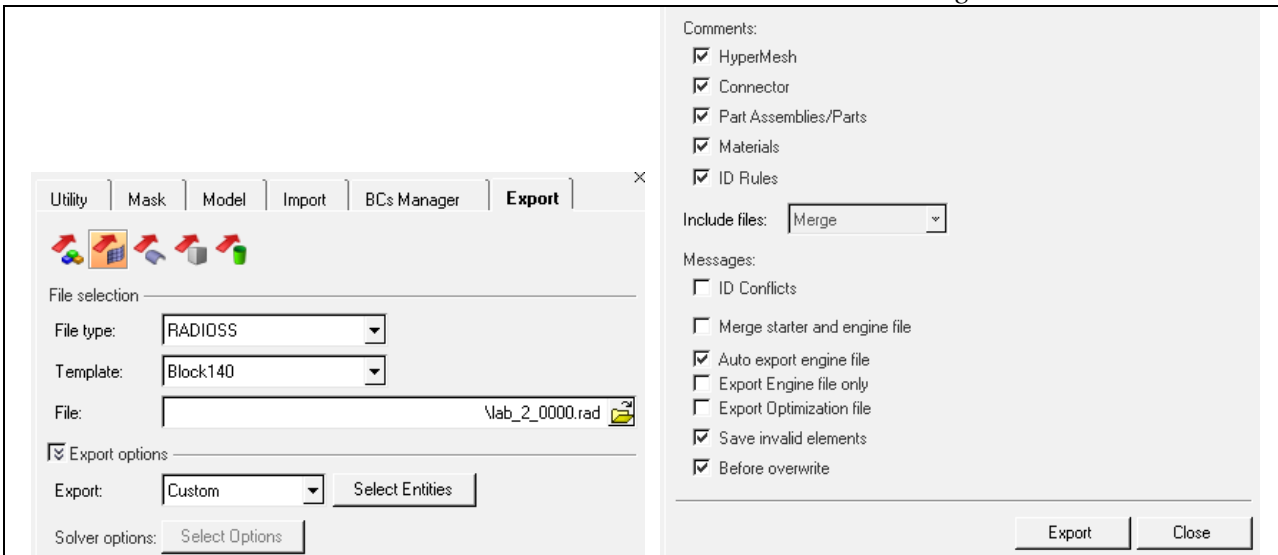 Utility Mask Model Import BCs Manager Export
File selection
File type: RADIOSS
Template: Block140
File: \lab_2_0000.rad
Export options
Export: Custom Select Entities
Solver options: Select Options
Comments:
HyperMesh
Connector
Part Assemblies/Parts
Materials
ID Rules
Include files: Merge
Messages:
ID Conflicts
Merge starter and engine file
Auto export engine file
Export Engine file only
Export Optimization file
Save invalid elements
Before overwrite
Export Close